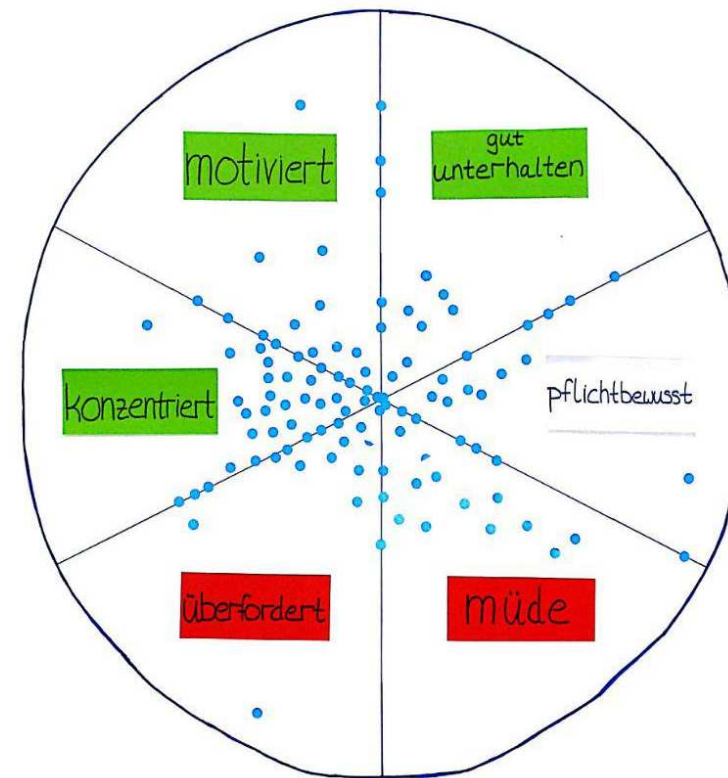 motiviert
gut
unterhalten
konzentriert
pflichtbewusst
überfordert
müde